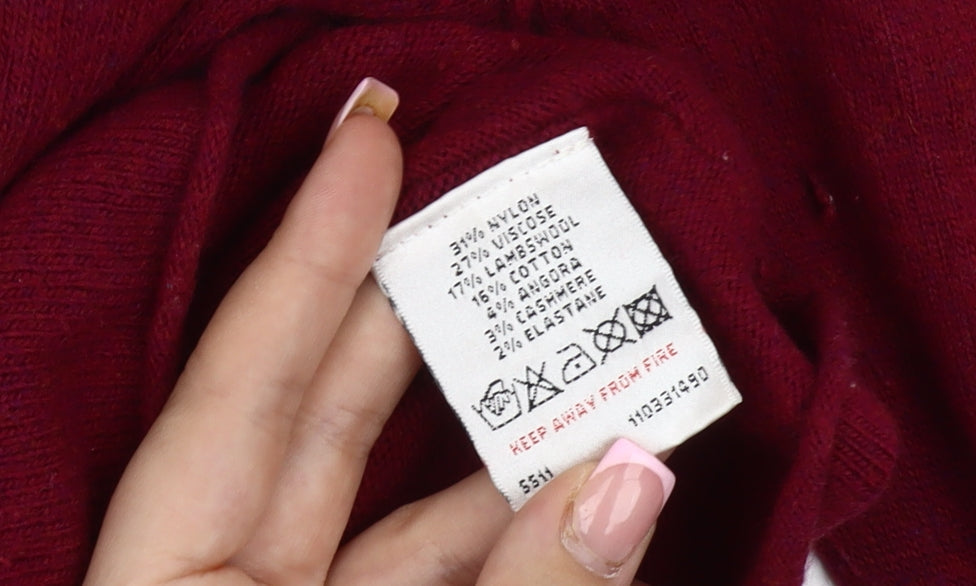 31% NYLON
27% VISCOSE
17% LAMBSWOOL
16% COTTON
4% ANGORA
3% CASHMERE
2% ELASTANE
KEEP AWAY FROM FIRE
110331490
5511